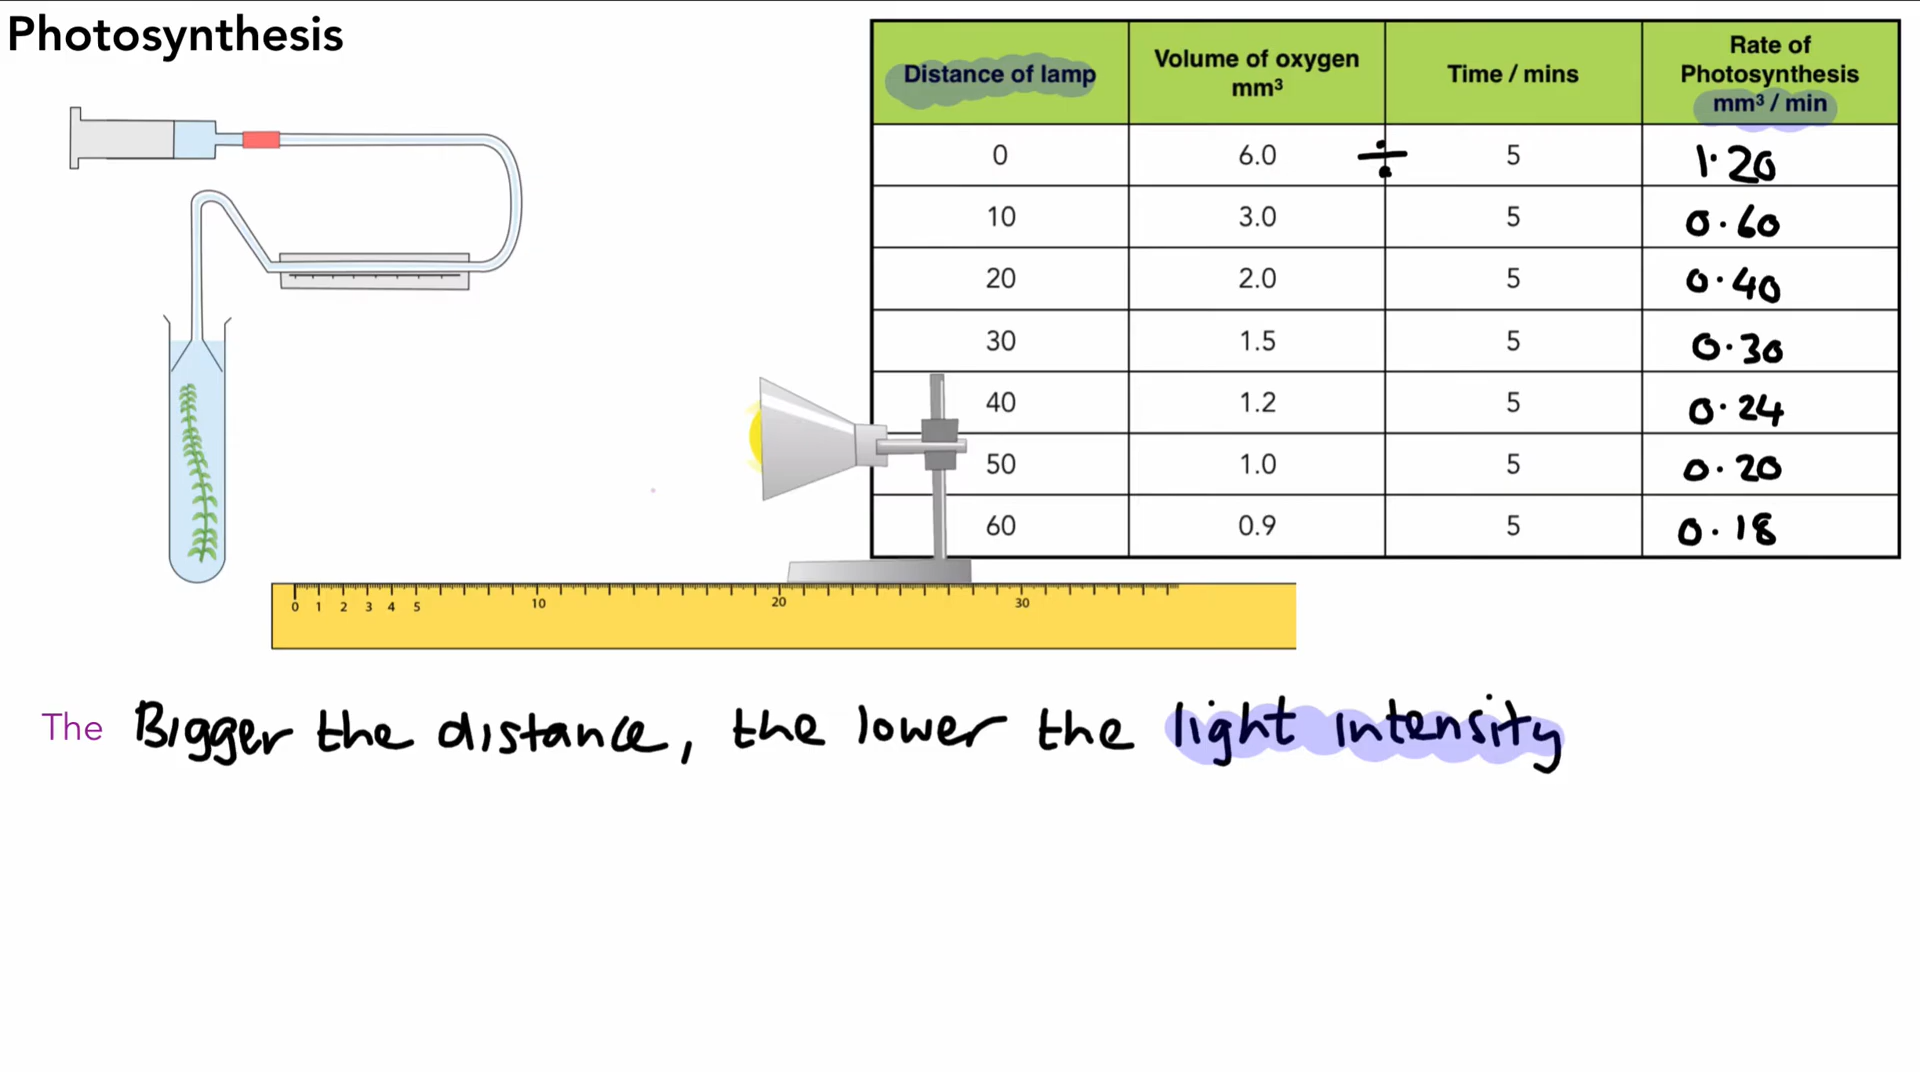 Photosynthesis
Distance of lamp
Volume of oxygen
mm³
Time / mins
Rate of
Photosynthesis
mm³ / min
0 6.0 ÷ 5 1.20
10 3.0 5 0.60
20 2.0 5 0.40
30 1.5 5 0.30
40 1.2 5 0.24
50 1.0 5 0.20
60 0.9 5 0.18
0 1 2 3 4 5 10 20 30
The Bigger the distance, the lower the light intensity